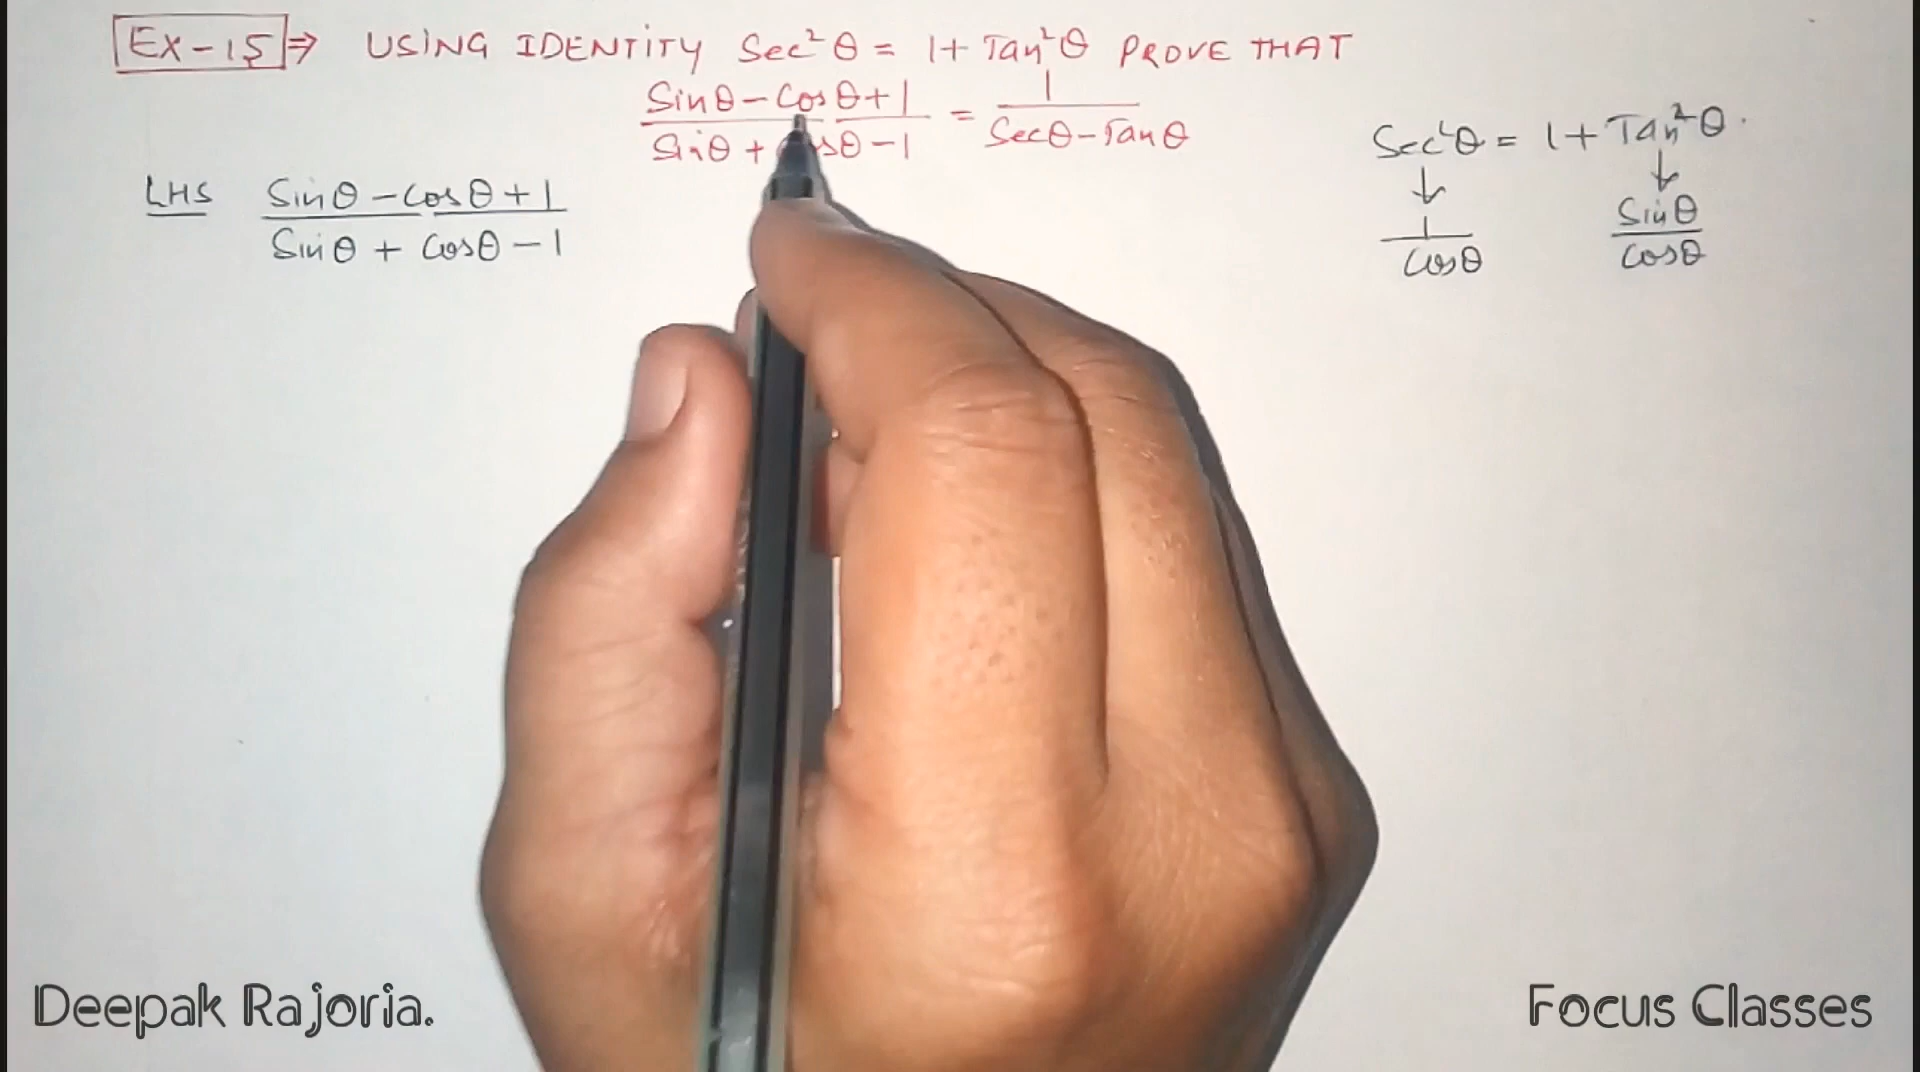 EX-15 ⇒ USING IDENTITY Sec²θ = 1 + Tan²θ PROVE THAT
Sinθ - Cosθ + 1 / Sinθ + Cosθ - 1 = 1 / Secθ - Tanθ
LHS Sinθ - Cosθ + 1 / Sinθ + Cosθ - 1
Sec²θ = 1 + Tan²θ.
↓ ↓
1 / Cosθ Sinθ / Cosθ
Deepak Rajoria.
Focus Classes